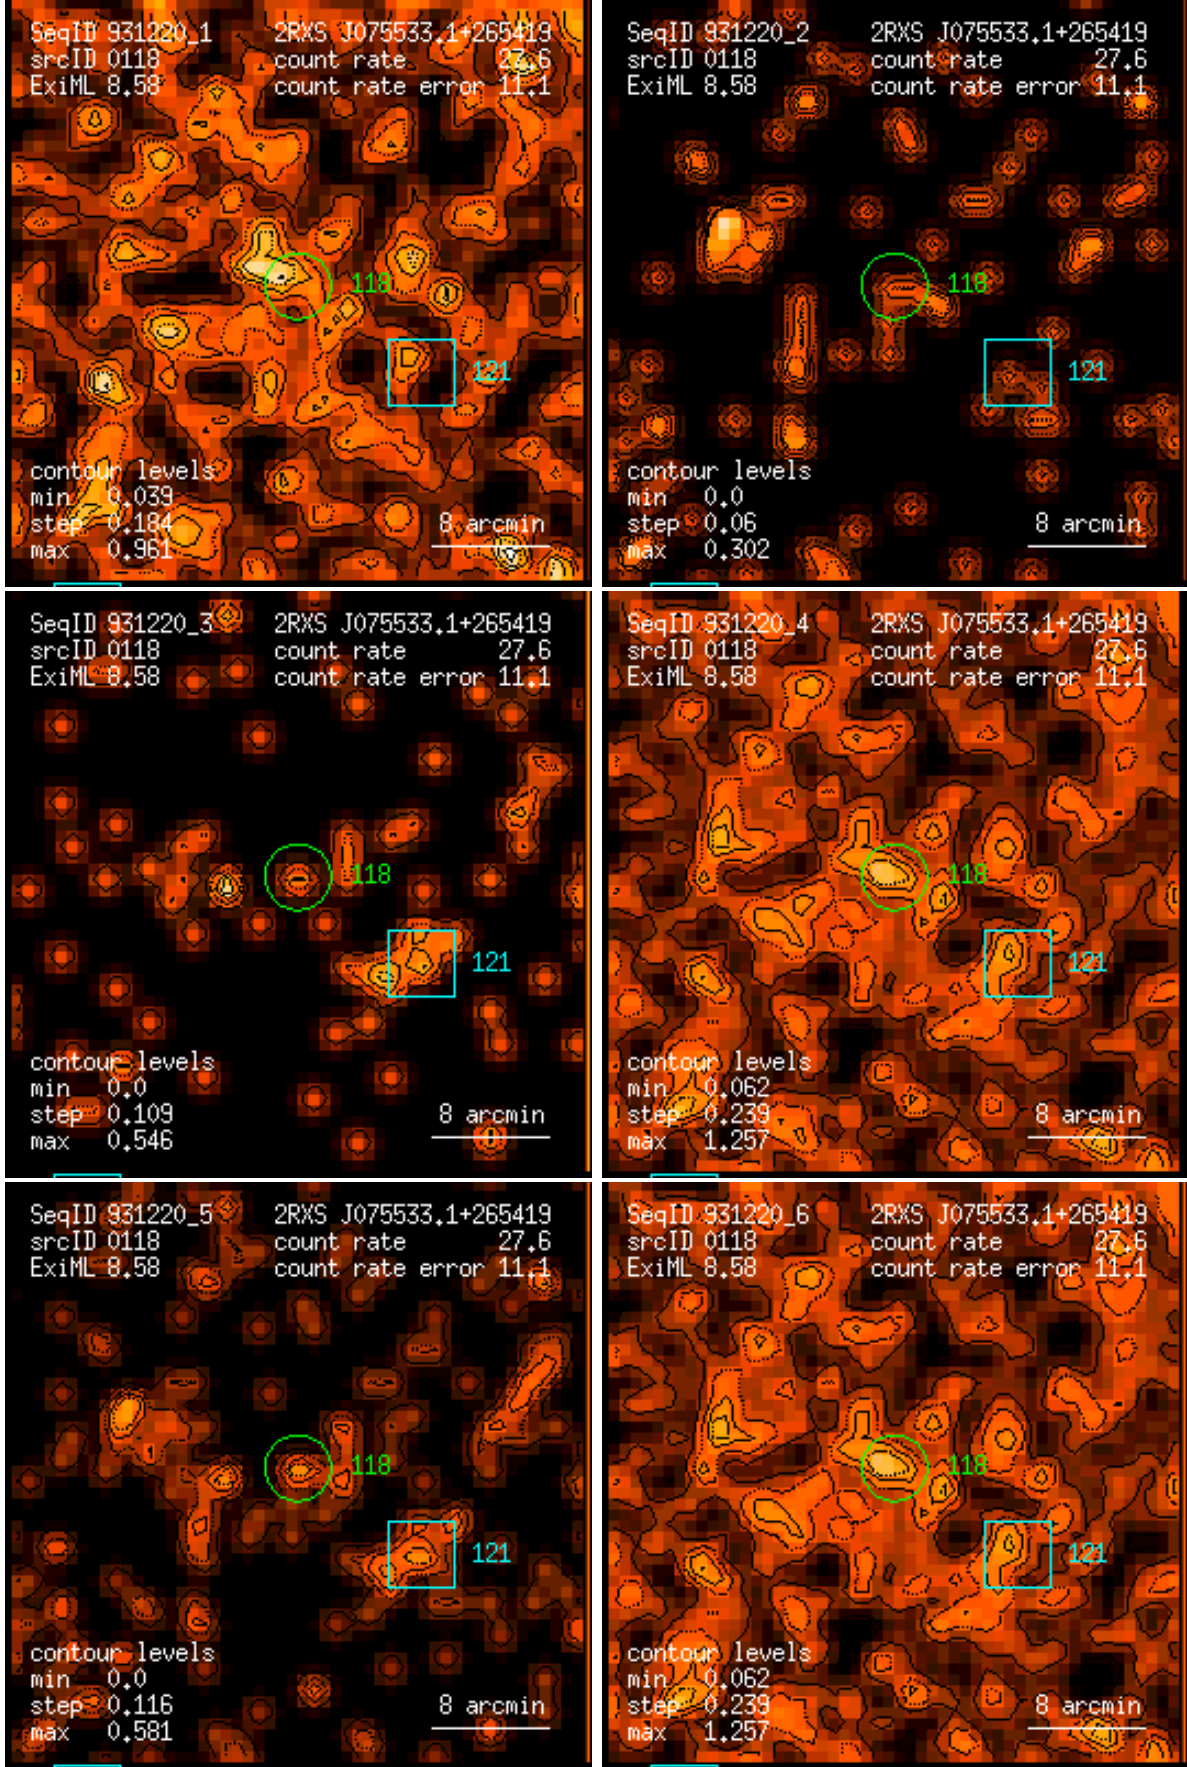 SeqID 931220_1 2RXS J075533.1+265419
srcID 0118 count rate 27.6
ExiML 8.58 count rate error 11.1
118
121
contour levels
min 0.039
step 0.184
max 0.961
8 arcmin
SeqID 931220_2 2RXS J075533.1+265419
srcID 0118 count rate 27.6
ExiML 8.58 count rate error 11.1
118
121
contour levels
min 0.0
step 0.06
max 0.302
8 arcmin
SeqID 931220_3 2RXS J075533.1+265419
srcID 0118 count rate 27.6
ExiML 8.58 count rate error 11.1
118
121
contour levels
min 0.0
step 0.109
max 0.546
8 arcmin
SeqID 931220_4 2RXS J075533.1+265419
srcID 0118 count rate 27.6
ExiML 8.58 count rate error 11.1
118
121
contour levels
min 0.062
step 0.239
max 1.257
8 arcmin
SeqID 931220_5 2RXS J075533.1+265419
srcID 0118 count rate 27.6
ExiML 8.58 count rate error 11.1
118
121
contour levels
min 0.0
step 0.116
max 0.581
8 arcmin
SeqID 931220_6 2RXS J075533.1+265419
srcID 0118 count rate 27.6
ExiML 8.58 count rate error 11.1
118
121
contour levels
min 0.062
step 0.239
max 1.257
8 arcmin